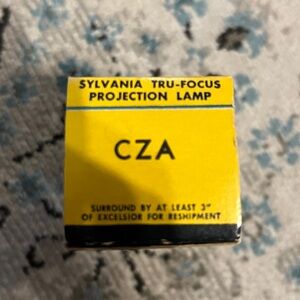 SYLVANIA TRU-FOCUS
PROJECTION LAMP
CZA
SURROUND BY AT LEAST 3"
OF EXCELSIOR FOR RESHIPMENT